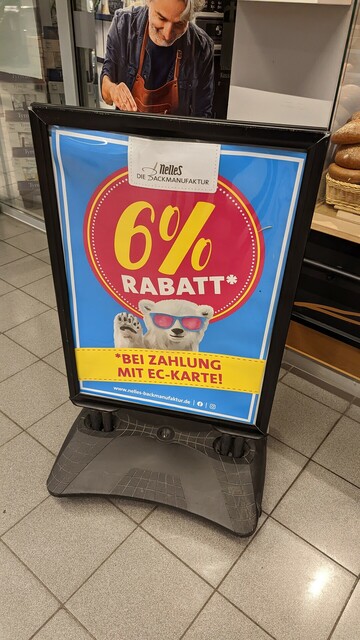 nelleS
DIE BACKMANUFAKTUR
6%
RABATT*
*BEI ZAHLUNG
MIT EC-KARTE!
www.nelles-backmanufaktur.de